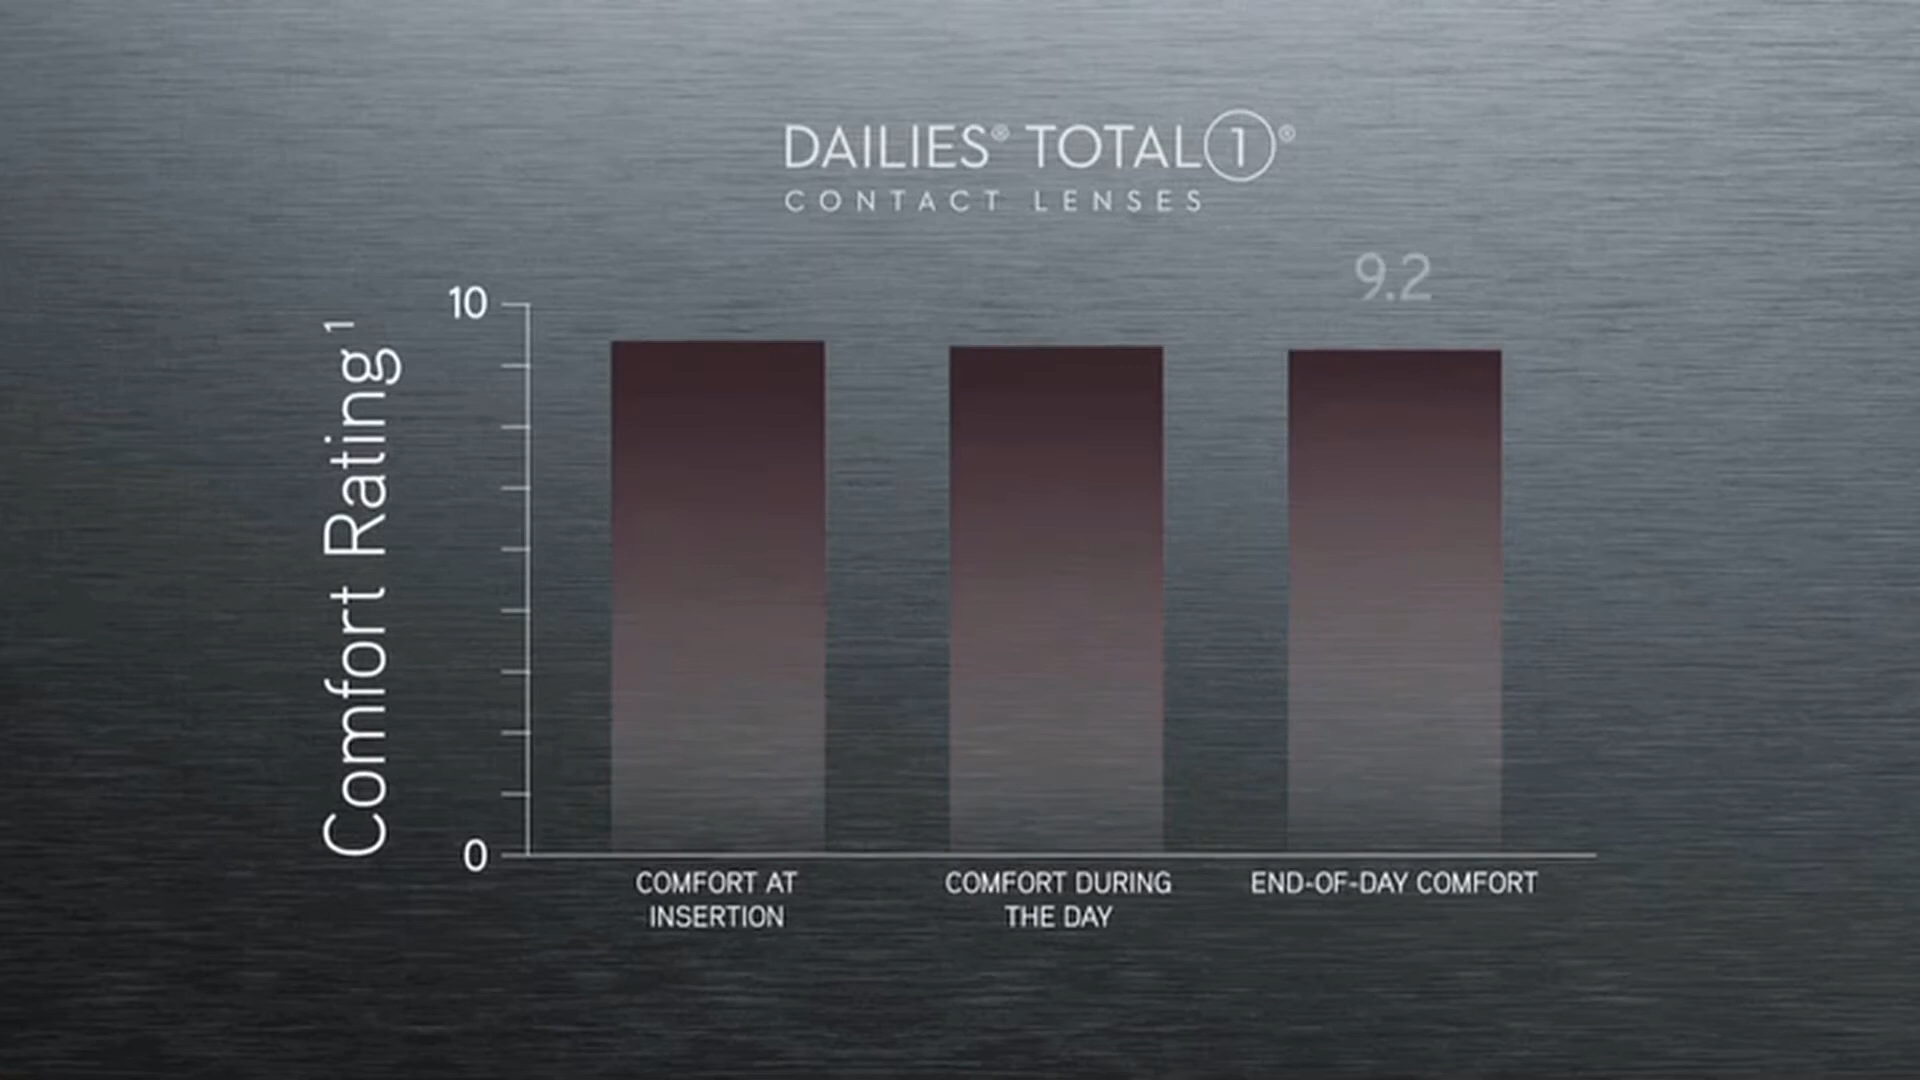 DAILIES® TOTAL1®
CONTACT LENSES
9.2
10
Comfort Rating¹
0
COMFORT AT
INSERTION
COMFORT DURING
THE DAY
END-OF-DAY COMFORT